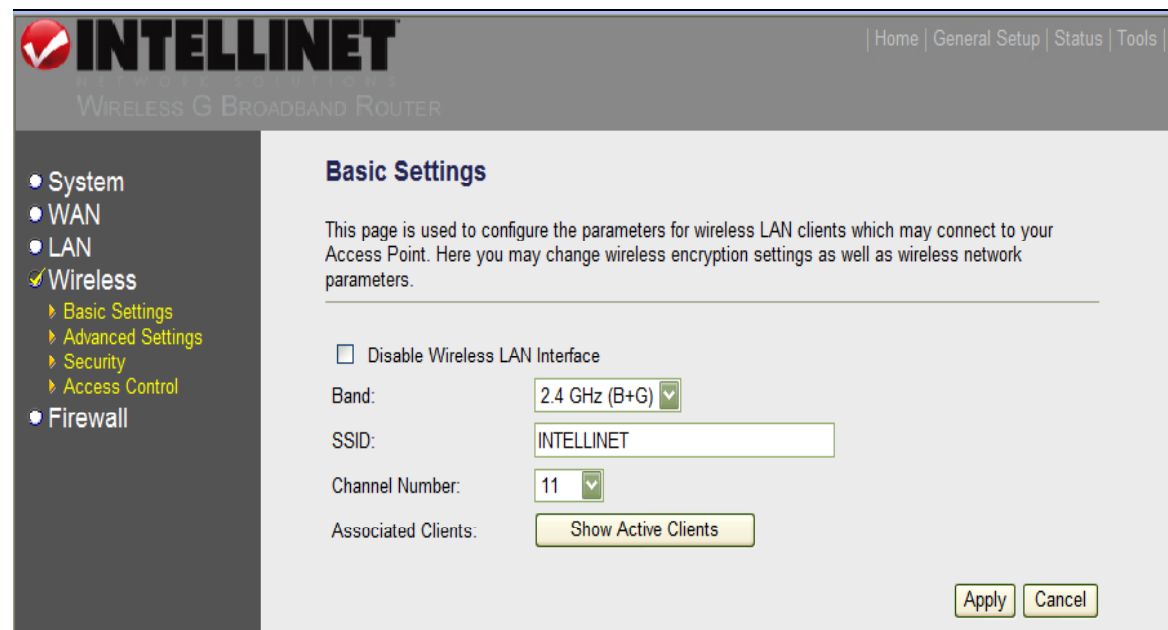 INTELLINET
NETWORK SOLUTIONS
WIRELESS G BROADBAND ROUTER
| Home | General Setup | Status | Tools |
System
WAN
LAN
Wireless
Basic Settings
Advanced Settings
Security
Access Control
Firewall
Basic Settings
This page is used to configure the parameters for wireless LAN clients which may connect to your
Access Point. Here you may change wireless encryption settings as well as wireless network
parameters.
Disable Wireless LAN Interface
Band: 2.4 GHz (B+G)
SSID: INTELLINET
Channel Number: 11
Associated Clients: Show Active Clients
Apply Cancel